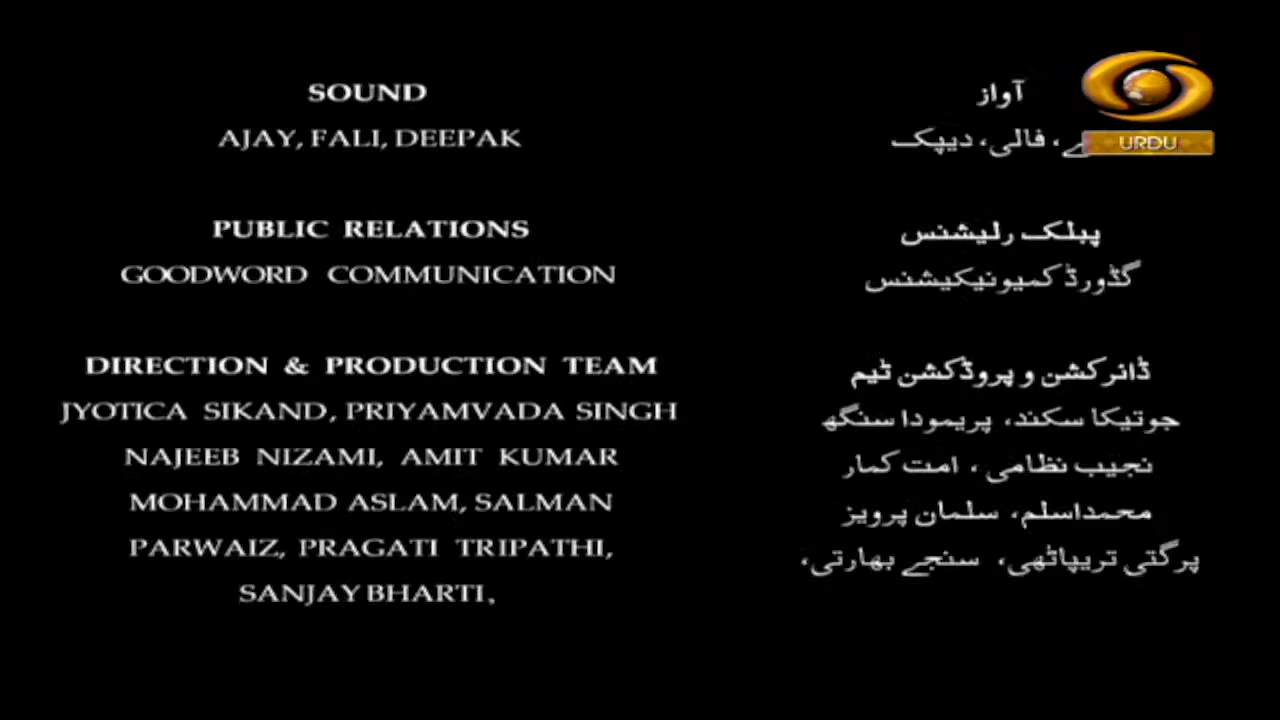 SOUND
AJAY, FALI, DEEPAK
PUBLIC RELATIONS
GOODWORD COMMUNICATION
DIRECTION & PRODUCTION TEAM
JYOTICA SIKAND, PRIYAMVADA SINGH
NAJEEB NIZAMI, AMIT KUMAR
MOHAMMAD ASLAM, SALMAN
PARWAIZ, PRAGATI TRIPATHI,
SANJAY BHARTI,
آواز
فالی، دیپک
پبلک رلیشنس
گڈورڈ کمیونیکیشنس
ڈائرکشن و پروڈکشن ٹیم
جوتیکا سکند، پریمودا سنگھ
نجیب نظامی، امت کمار
محمداسلم، سلمان پرویز
پرگتی تریپاٹھی، سنجے بھارتی،
URDU